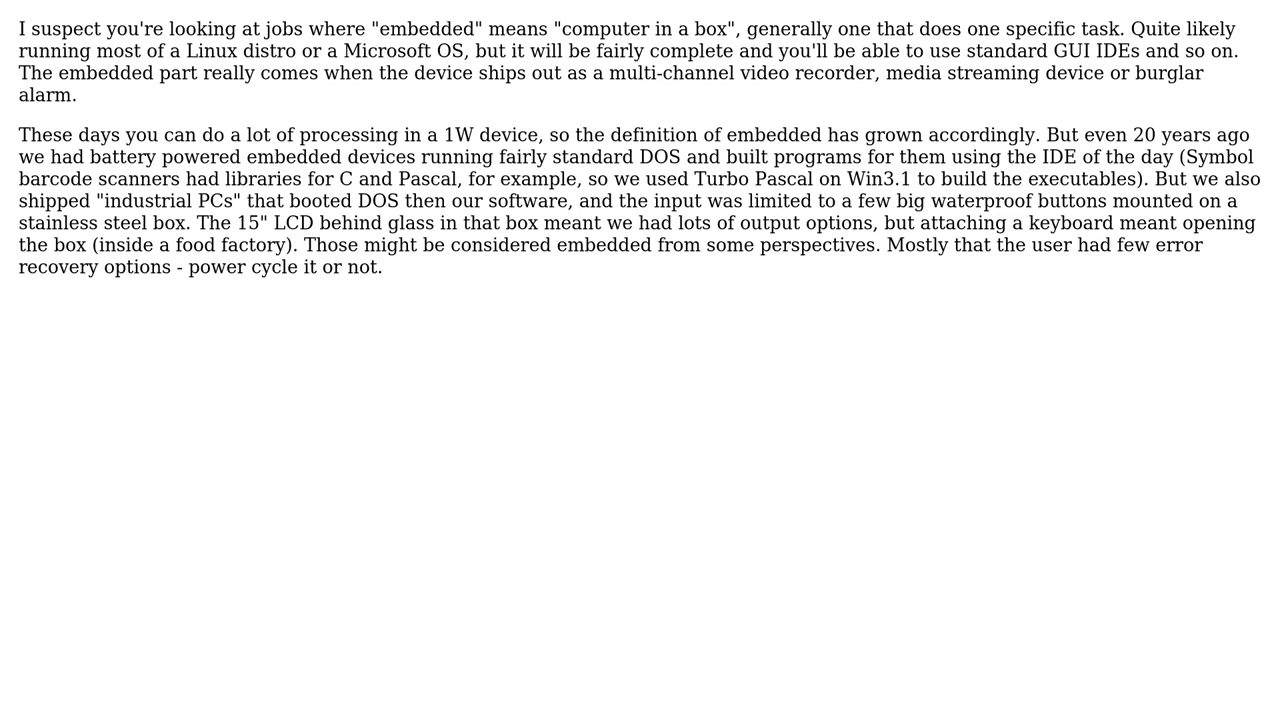 I suspect you're looking at jobs where "embedded" means "computer in a box", generally one that does one specific task. Quite likely
running most of a Linux distro or a Microsoft OS, but it will be fairly complete and you'll be able to use standard GUI IDEs and so on.
The embedded part really comes when the device ships out as a multi-channel video recorder, media streaming device or burglar
alarm.
These days you can do a lot of processing in a 1W device, so the definition of embedded has grown accordingly. But even 20 years ago
we had battery powered embedded devices running fairly standard DOS and built programs for them using the IDE of the day (Symbol
barcode scanners had libraries for C and Pascal, for example, so we used Turbo Pascal on Win3.1 to build the executables). But we also
shipped "industrial PCs" that booted DOS then our software, and the input was limited to a few big waterproof buttons mounted on a
stainless steel box. The 15" LCD behind glass in that box meant we had lots of output options, but attaching a keyboard meant opening
the box (inside a food factory). Those might be considered embedded from some perspectives. Mostly that the user had few error
recovery options - power cycle it or not.